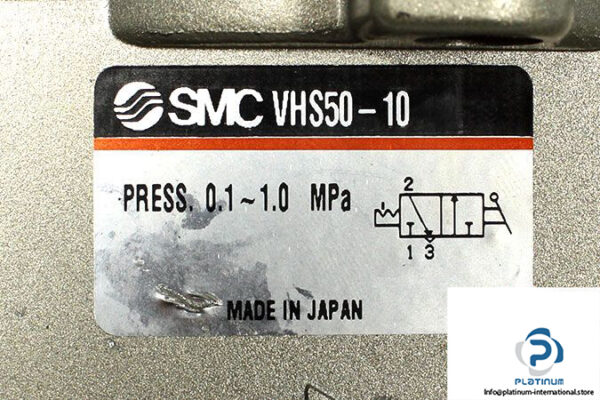 SMC VHS50-10
PRESS. 0.1~1.0 MPa
2
1 3
MADE IN JAPAN
P
PLATINUM
Info@platinum-international.store